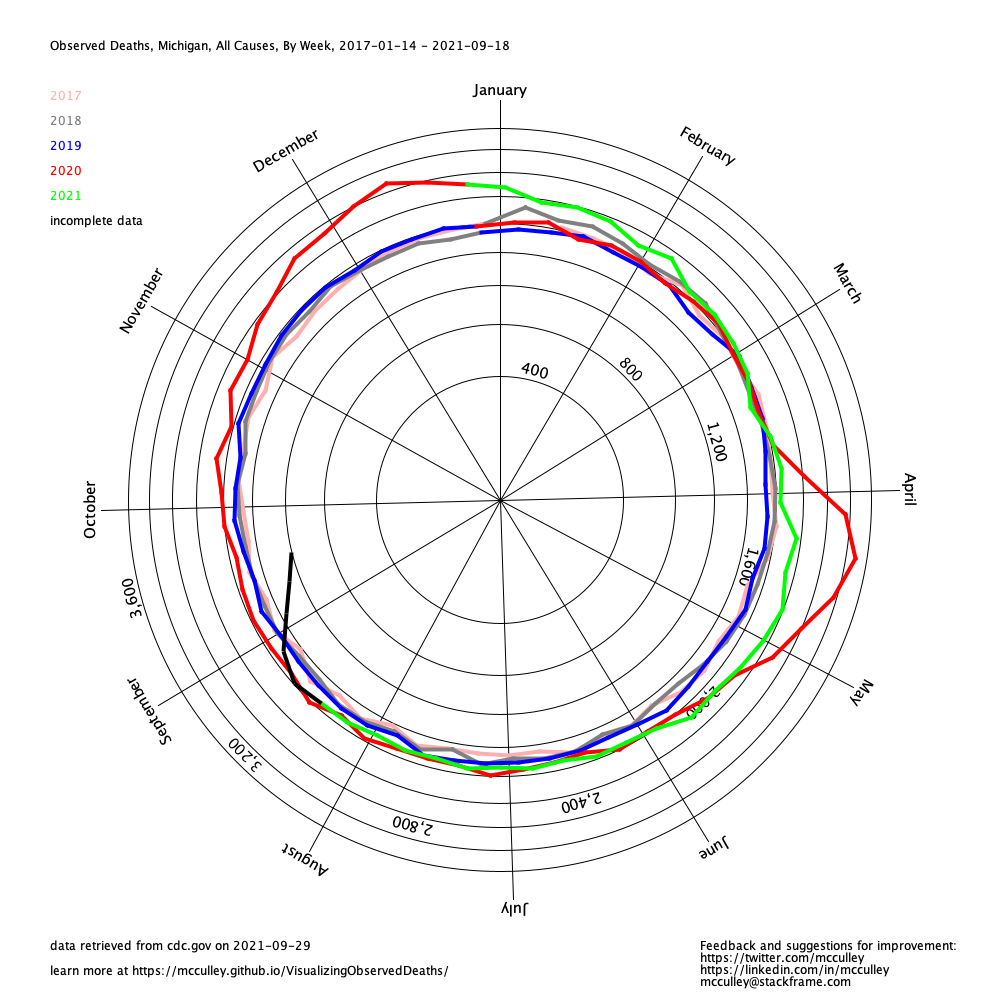 Observed Deaths, Michigan, All Causes, By Week, 2017-01-14 - 2021-09-18
2017
2018
2019
2020
2021
incomplete data
January
February
March
April
May
June
July
August
September
October
November
December
400
800
1,200
1,600
2,000
2,400
2,800
3,200
3,600
data retrieved from cdc.gov on 2021-09-29
learn more at https://mcculley.github.io/VisualizingObservedDeaths/
Feedback and suggestions for improvement:
https://twitter.com/mcculley
https://linkedin.com/in/mcculley
mcculley@stackframe.com